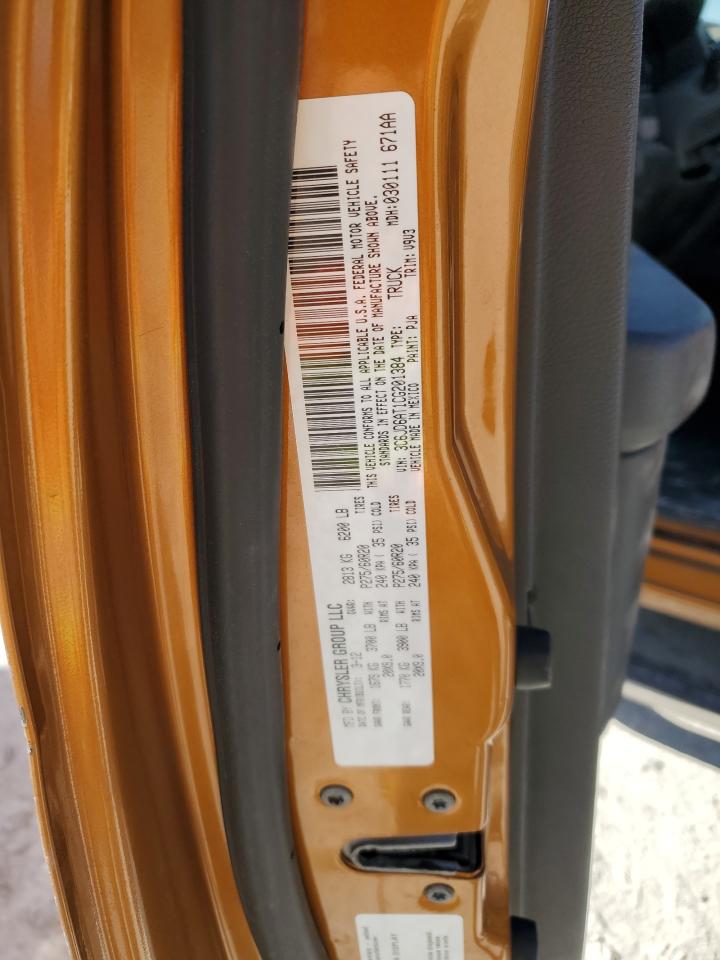 MFD BY: CHRYSLER GROUP LLC
DATE OF MFR: 3-12 GVWR: 2813 KG 6200 LB
GAWR FRONT: 1679 KG 3700 LB WITH P275/60R20 TIRES
20X9.0 RIMS AT 240 KPA ( 35 PSI) COLD
GAWR REAR: 1770 KG 3900 LB WITH P275/60R20 TIRES
20X9.0 RIMS AT 240 KPA ( 35 PSI) COLD
THIS VEHICLE CONFORMS TO ALL APPLICABLE U.S.A. FEDERAL MOTOR VEHICLE SAFETY
STANDARDS IN EFFECT ON THE DATE OF MANUFACTURE SHOWN ABOVE.
VIN: 3C6JD6AT1CG201384 TYPE: TRUCK MDH:030111 671AA
VEHICLE MADE IN MEXICO PAINT: PJA TRIM: V9V3